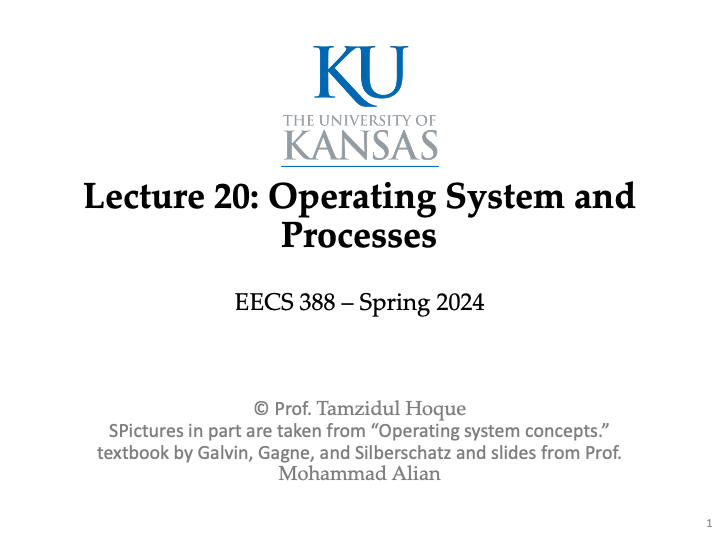 KU
THE UNIVERSITY OF
KANSAS
Lecture 20: Operating System and
Processes
EECS 388 – Spring 2024
© Prof. Tamzidul Hoque
SPictures in part are taken from “Operating system concepts.”
textbook by Galvin, Gagne, and Silberschatz and slides from Prof.
Mohammad Alian
1